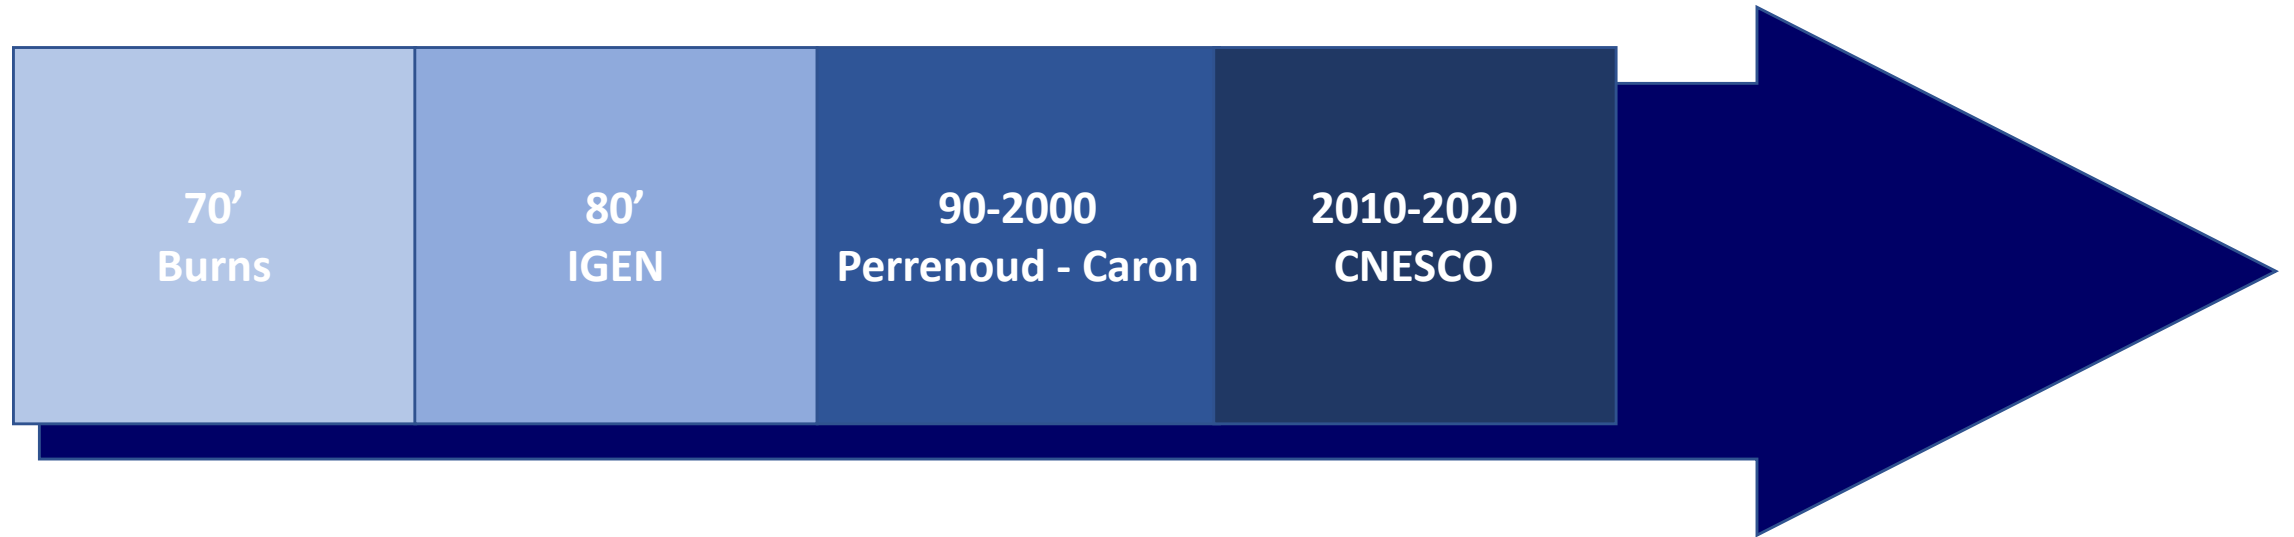 70’
Burns
80’
IGEN
90-2000
Perrenoud - Caron
2010-2020
CNESCO